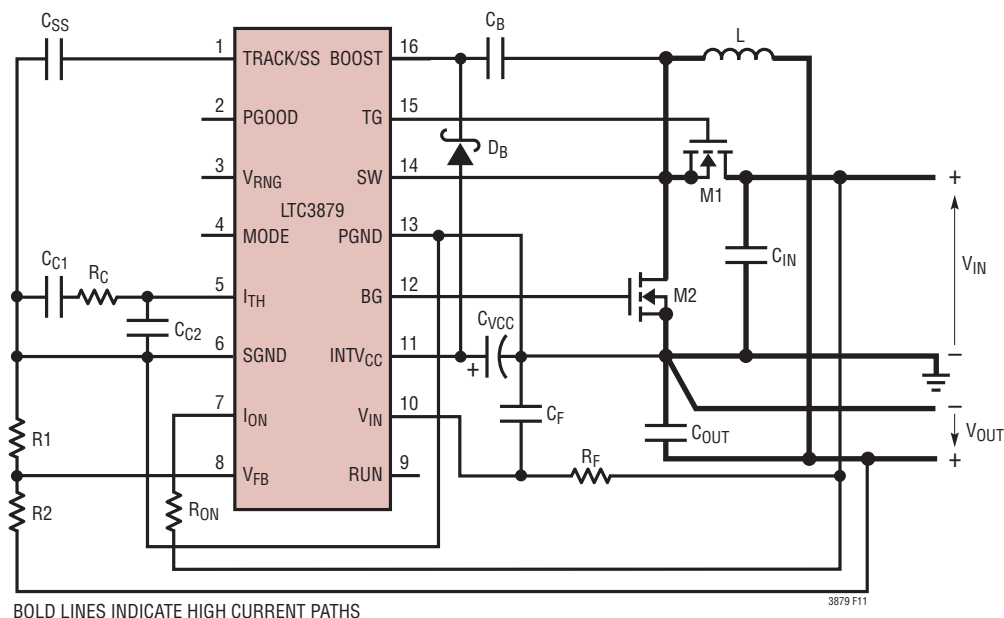 CSS
CB
L
1 TRACK/SS BOOST 16
2 PGOOD TG 15
DB
3 VRNG SW 14
M1
LTC3879
4 MODE PGND 13
CIN
VIN
CC1 RC
5 ITH BG 12
M2
CC2
CVCC
6 SGND INTVCC 11
+
7 ION VIN 10
CF
COUT
VOUT
R1
RF
8 VFB RUN 9
R2
RON
+
−
−
+
BOLD LINES INDICATE HIGH CURRENT PATHS
3879 F11